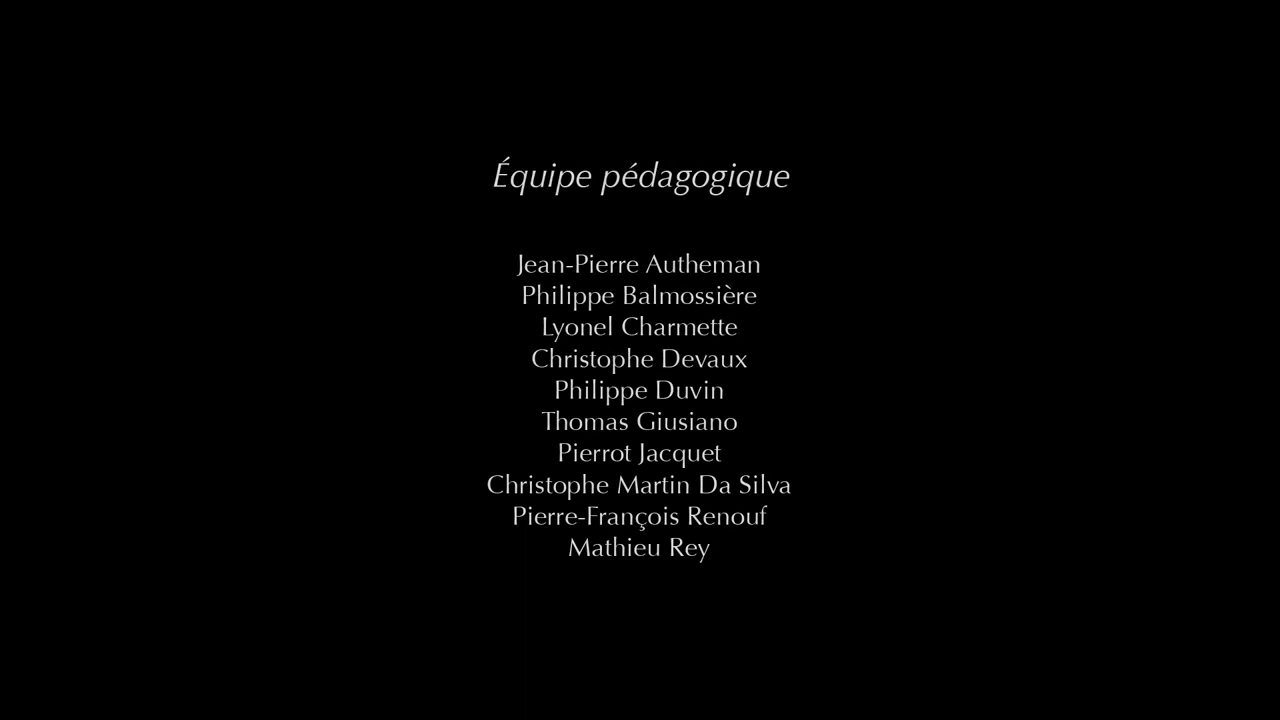 Équipe pédagogique
Jean-Pierre Autheman
Philippe Balmossière
Lyonel Charmette
Christophe Devaux
Philippe Duvin
Thomas Giusiano
Pierrot Jacquet
Christophe Martin Da Silva
Pierre-François Renouf
Mathieu Rey